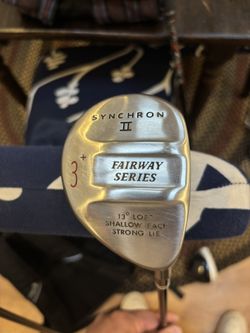 SYNCHRON
II
3+
FAIRWAY
SERIES
13° LOFT
SHALLOW FACE
STRONG LIE